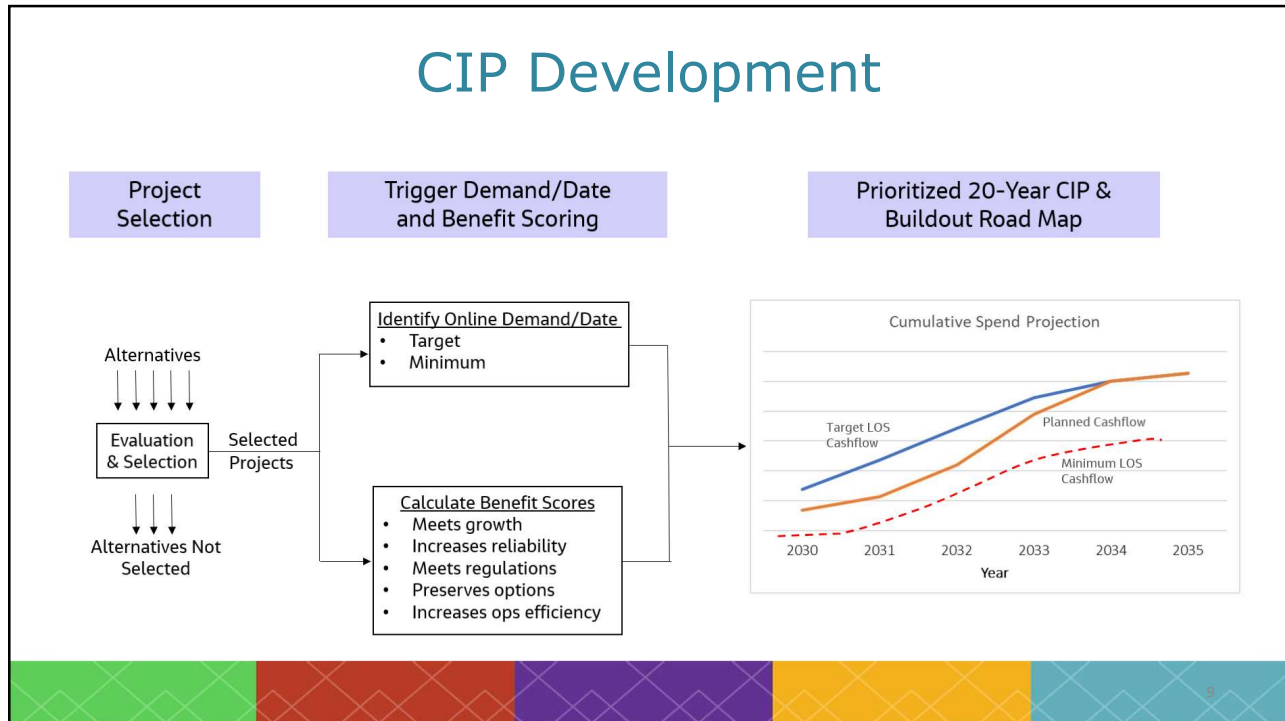 CIP Development
Project
Selection
Trigger Demand/Date
and Benefit Scoring
Prioritized 20-Year CIP &
Buildout Road Map
Alternatives
Evaluation
& Selection
Selected
Projects
Alternatives Not
Selected
Identify Online Demand/Date
• Target
• Minimum
Calculate Benefit Scores
• Meets growth
• Increases reliability
• Meets regulations
• Preserves options
• Increases ops efficiency
Cumulative Spend Projection
Target LOS
Cashflow
Planned Cashflow
Minimum LOS
Cashflow
2030 2031 2032 2033 2034 2035
Year
9